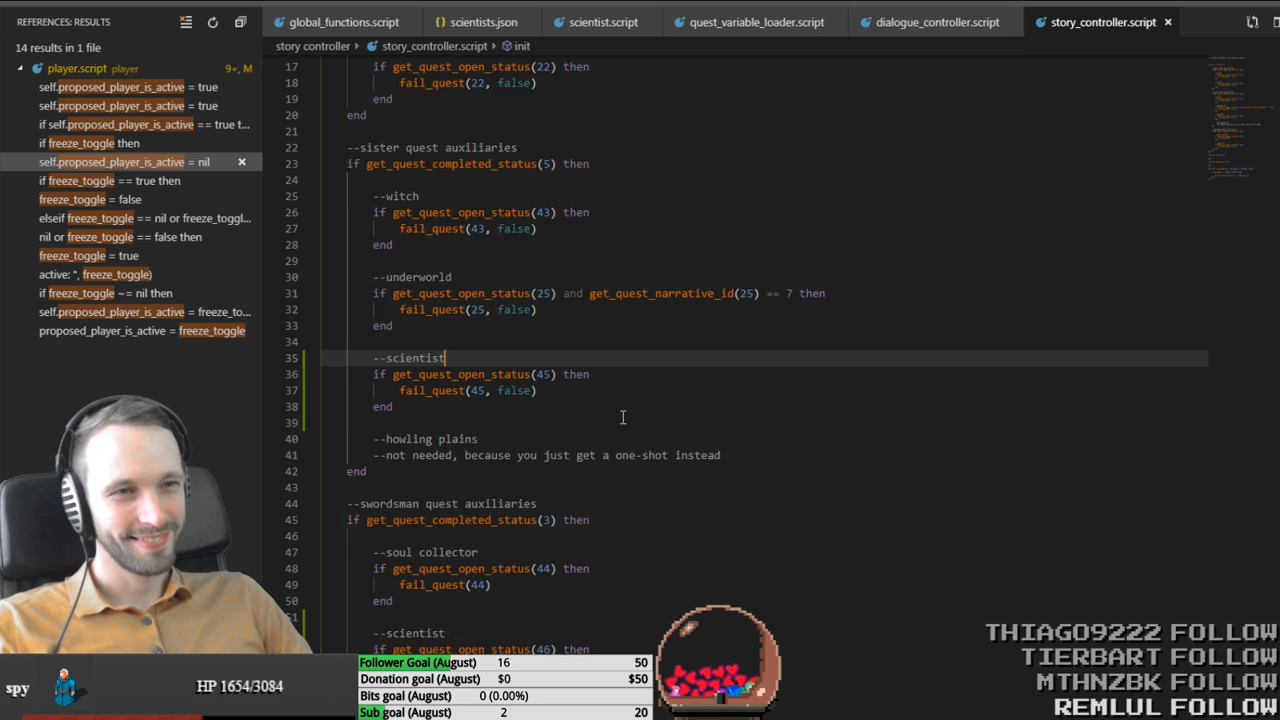 REFERENCES: RESULTS
global_functions.script
scientists.json
scientist.script
quest_variable_loader.script
dialogue_controller.script
story_controller.script
14 results in 1 file
story controller
story_controller.script
init
player.script player 9+, M
self.proposed_player_is_active = true
self.proposed_player_is_active = true
if self.proposed_player_is_active == true t...
if freeze_toggle then
self.proposed_player_is_active = nil
if freeze_toggle == true then
freeze_toggle = false
elseif freeze_toggle == nil or freeze_toggl...
nil or freeze_toggle == false then
freeze_toggle = true
active: ", freeze_toggle)
if freeze_toggle ~= nil then
self.proposed_player_is_active = freeze_to...
proposed_player_is_active = freeze_toggle
17 if get_quest_open_status(22) then
18 fail_quest(22, false)
19 end
20 end
21
22 --sister quest auxiliaries
23 if get_quest_completed_status(5) then
24
25 --witch
26 if get_quest_open_status(43) then
27 fail_quest(43, false)
28 end
29
30 --underworld
31 if get_quest_open_status(25) and get_quest_narrative_id(25) == 7 then
32 fail_quest(25, false)
33 end
34
35 --scientist
36 if get_quest_open_status(45) then
37 fail_quest(45, false)
38 end
39
40 --howling plains
41 --not needed, because you just get a one-shot instead
42 end
43
44 --swordsman quest auxiliaries
45 if get_quest_completed_status(3) then
46
47 --soul collector
48 if get_quest_open_status(44) then
49 fail_quest(44)
50 end
51
--scientist
if get_quest_open_status(46) then
spy
HP 1654/3084
Follower Goal (August) 16 50
Donation goal (August) $0 $50
Bits goal (August) 0 (0.00%)
Sub goal (August) 2 20
THIAGO9222 FOLLOW
TIERBART FOLLOW
MTHNZBK FOLLOW
REMLUL FOLLOW